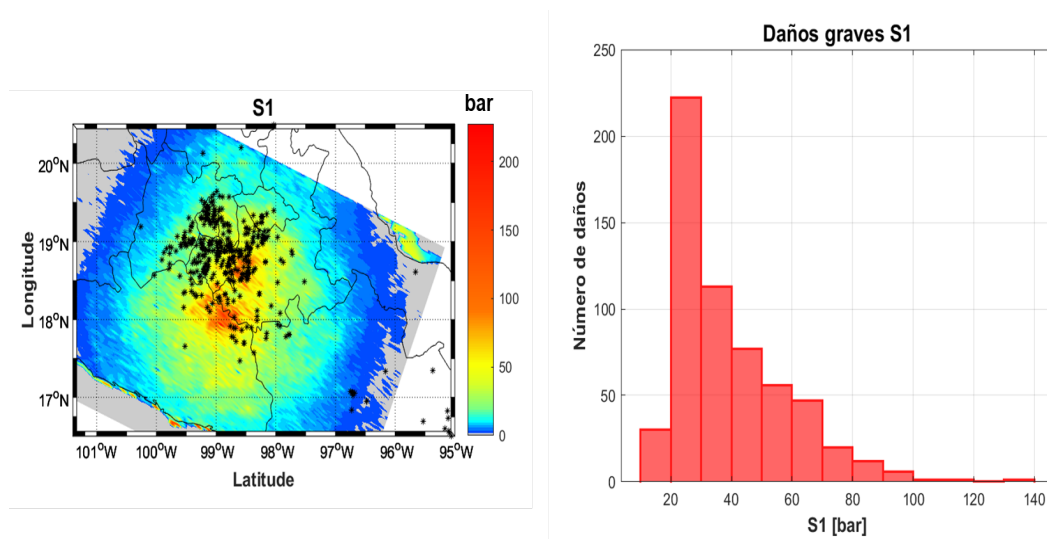 S1
bar
20°N
19°N
18°N
17°N
Longitude
101°W
100°W
99°W
98°W
97°W
96°W
95°W
Latitude
200
150
100
50
0
Daños graves S1
250
200
150
100
50
0
Número de daños
20
40
60
80
100
120
140
S1 [bar]